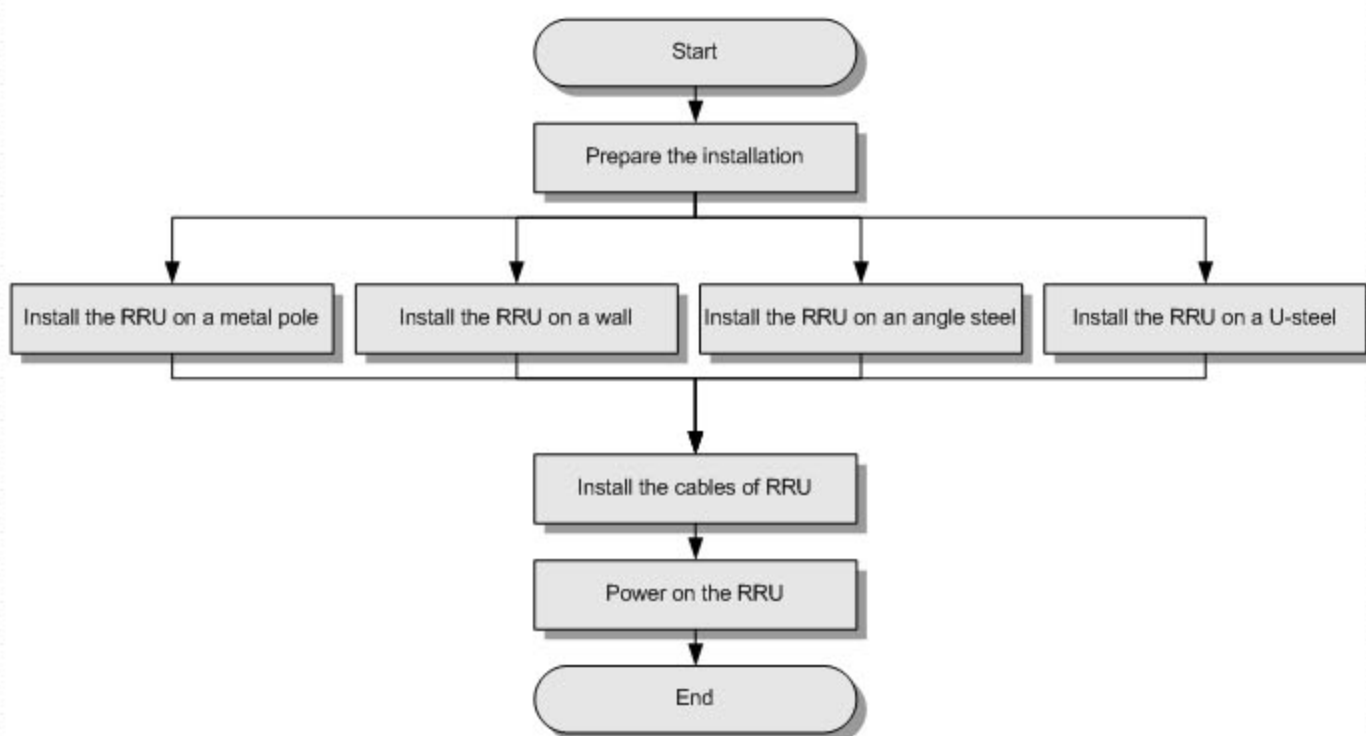 Start
Prepare the installation
Install the RRU on a metal pole
Install the RRU on a wall
Install the RRU on an angle steel
Install the RRU on a U-steel
Install the cables of RRU
Power on the RRU
End